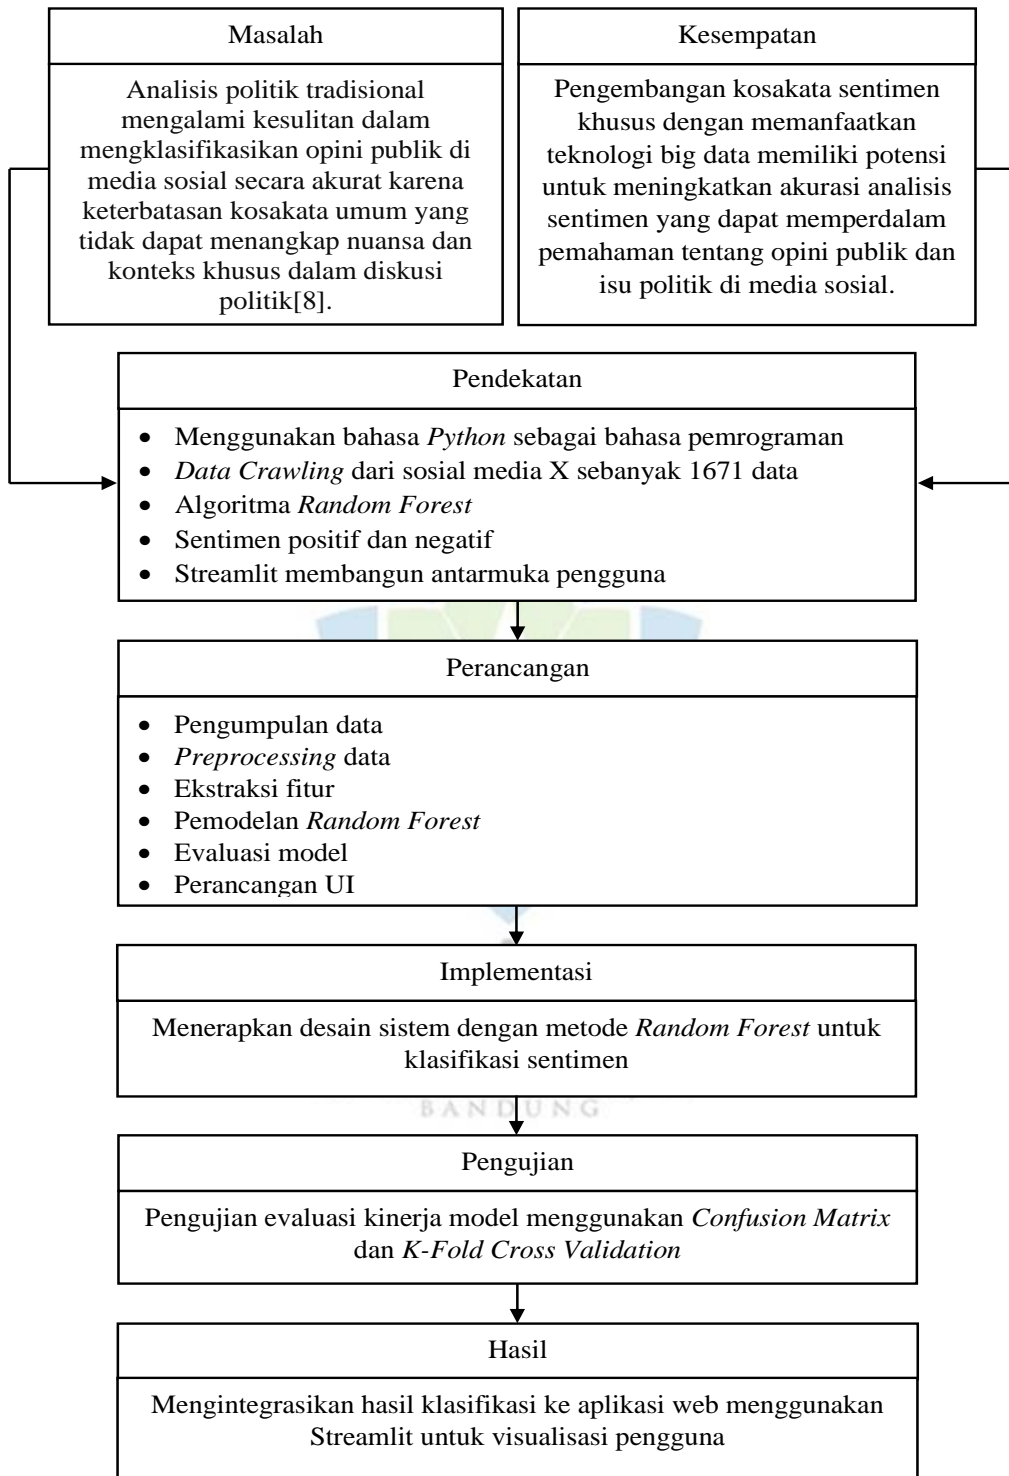 Masalah
Analisis politik tradisional
mengalami kesulitan dalam
mengklasifikasikan opini publik di
media sosial secara akurat karena
keterbatasan kosakata umum yang
tidak dapat menangkap nuansa dan
konteks khusus dalam diskusi
politik[8].
Kesempatan
Pengembangan kosakata sentimen
khusus dengan memanfaatkan
teknologi big data memiliki potensi
untuk meningkatkan akurasi analisis
sentimen yang dapat memperdalam
pemahaman tentang opini publik dan
isu politik di media sosial.
Pendekatan
• Menggunakan bahasa Python sebagai bahasa pemrograman
• Data Crawling dari sosial media X sebanyak 1671 data
• Algoritma Random Forest
• Sentimen positif dan negatif
• Streamlit membangun antarmuka pengguna
Perancangan
• Pengumpulan data
• Preprocessing data
• Ekstraksi fitur
• Pemodelan Random Forest
• Evaluasi model
• Perancangan UI
Implementasi
Menerapkan desain sistem dengan metode Random Forest untuk
klasifikasi sentimen
BANDUNG
Pengujian
Pengujian evaluasi kinerja model menggunakan Confusion Matrix
dan K-Fold Cross Validation
Hasil
Mengintegrasikan hasil klasifikasi ke aplikasi web menggunakan
Streamlit untuk visualisasi pengguna